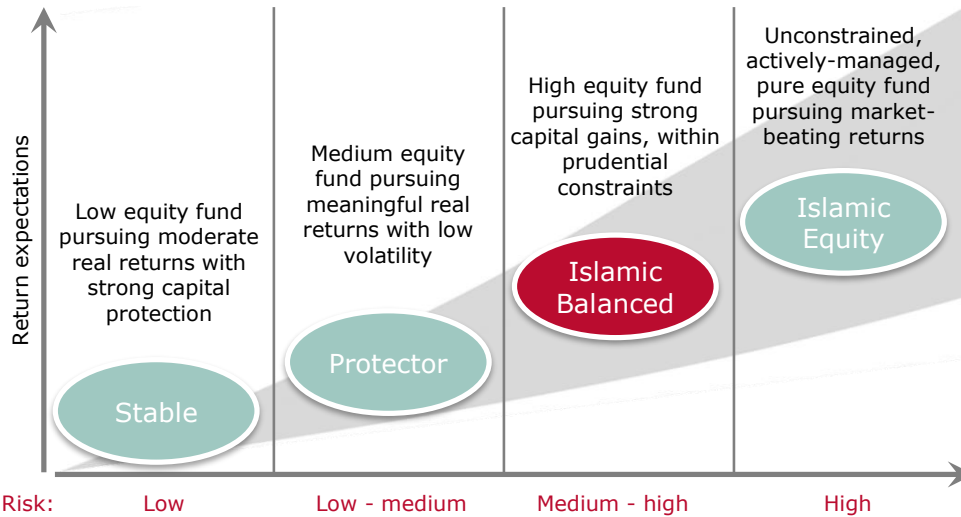 Return expectations
Low equity fund
pursuing moderate
real returns with
strong capital
protection
Stable
Medium equity
fund pursuing
meaningful real
returns with low
volatility
Protector
High equity fund
pursuing strong
capital gains, within
prudential
constraints
Islamic
Balanced
Unconstrained,
actively-managed,
pure equity fund
pursuing market-
beating returns
Islamic
Equity
Risk: Low Low - medium Medium - high High